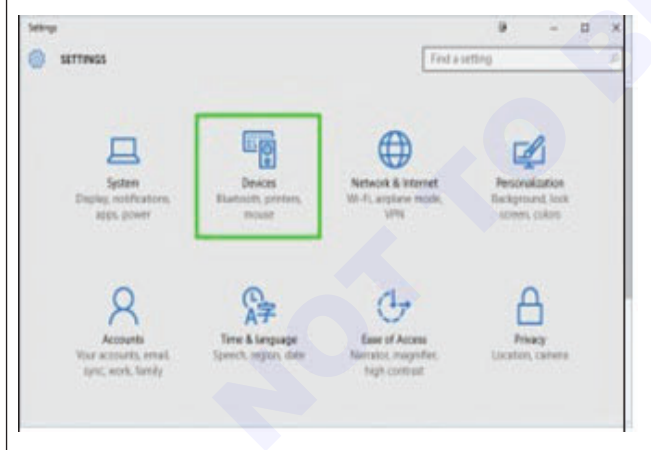 Settings
SETTINGS
Find a setting
System
Display, notifications,
apps, power
Devices
Bluetooth, printers,
mouse
Network & Internet
Wi-Fi, airplane mode,
VPN
Personalization
Background, lock
screen, colors
Accounts
Your accounts, email,
sync, work, family
Time & language
Speech, region, date
Ease of Access
Narrator, magnifier,
high contrast
Privacy
Location, camera
NOT TO B